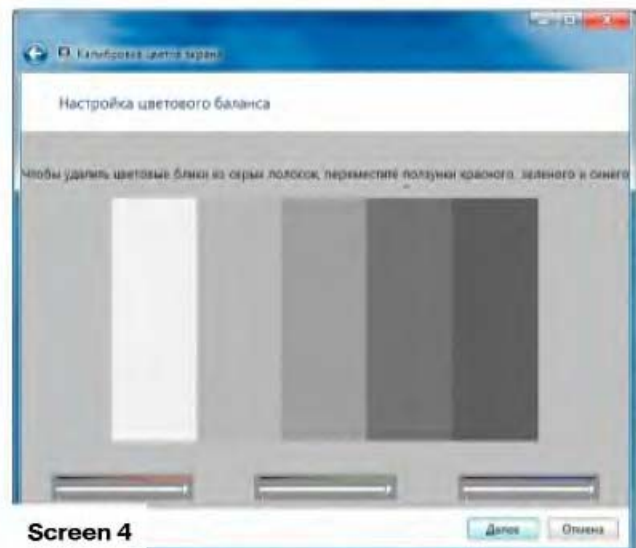 Калибровка цветов экрана
Настройка цветового баланса
Чтобы удалить цветовые блики из серых полосок, переместите ползунки красного, зеленого и синего
Screen 4
Далее
Отмена